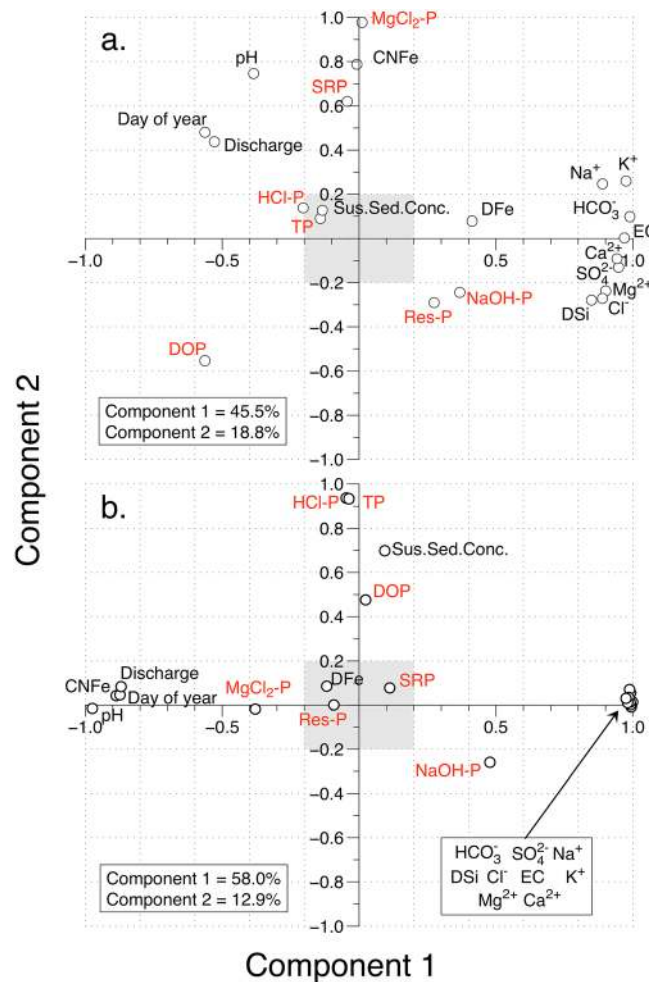 a.
1.0
MgCl₂-P
pH
0.8
CNFe
SRP
0.6
Day of year
0.4
Discharge
Na⁺ K⁺
HCl-P
0.2
Sus.Sed.Conc.
DFe
HCO₃⁻
TP
EC
-1.0 -0.5 0.5 1.0
Ca²⁺
SO₄²⁻
-0.2
NaOH-P
Mg²⁺
Res-P
DSi
Cl⁻
-0.4
DOP
-0.6
Component 1 = 45.5%
Component 2 = 18.8%
-0.8
-1.0
Component 2
b.
1.0
HCl-P TP
0.8
Sus.Sed.Conc.
0.6
DOP
0.4
Discharge
0.2
CNFe
MgCl₂-P
DFe
SRP
Day of year
pH
Res-P
-1.0 -0.5 0.5 1.0
-0.2
NaOH-P
-0.4
-0.6
HCO₃⁻ SO₄²⁻ Na⁺
DSi Cl⁻ EC K⁺
Mg²⁺ Ca²⁺
Component 1 = 58.0%
Component 2 = 12.9%
-0.8
-1.0
Component 1